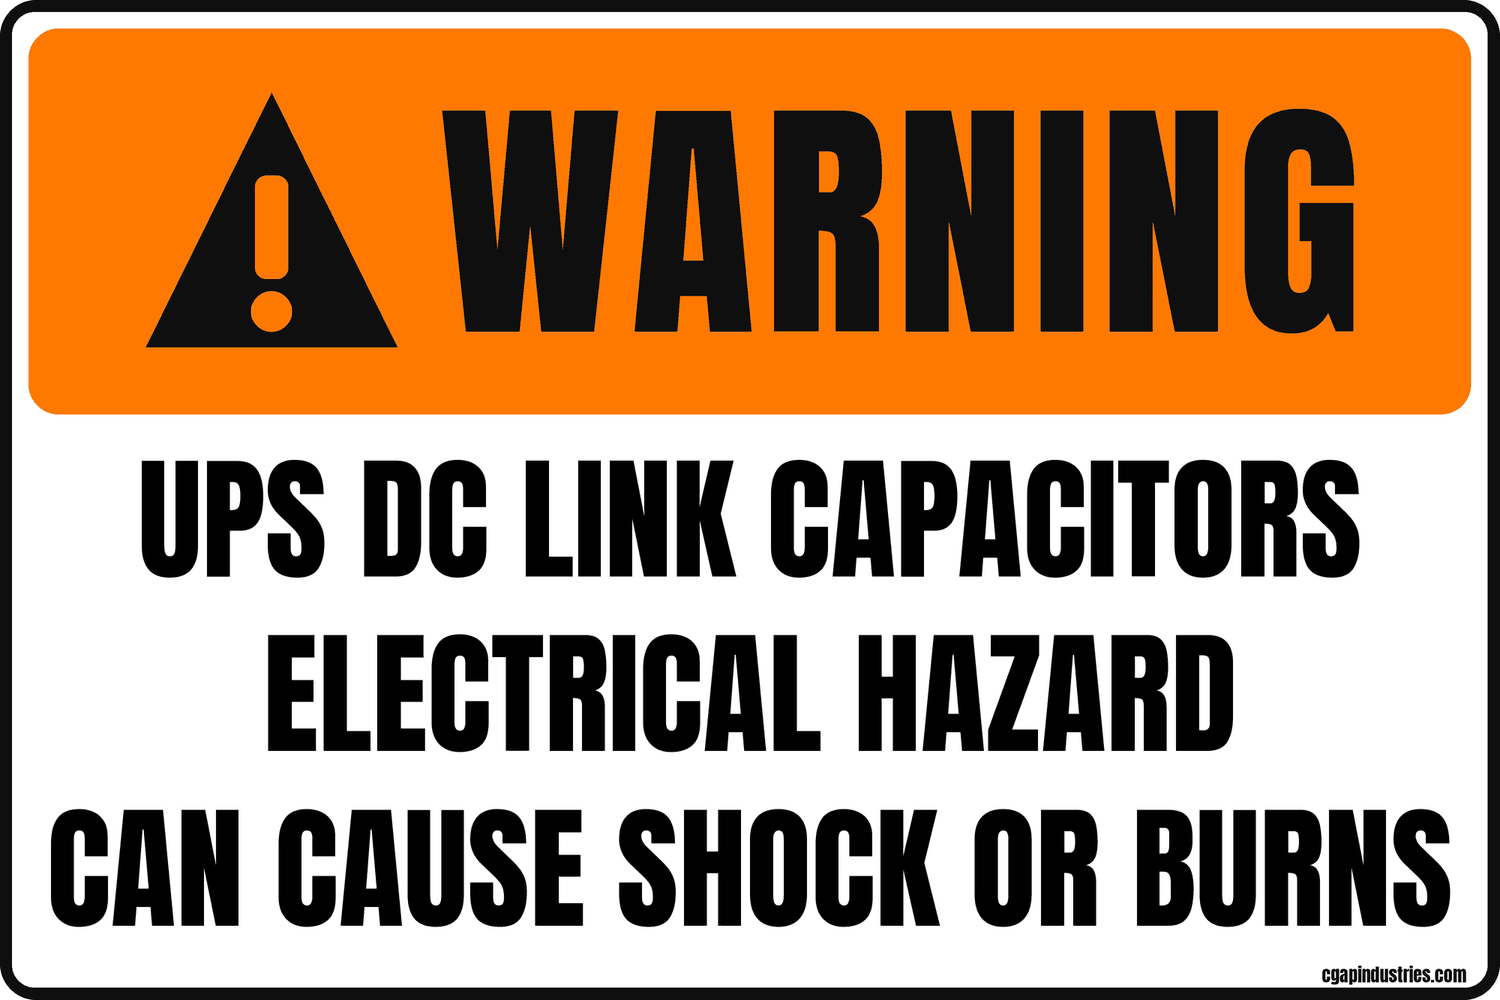 WARNING
UPS DC LINK CAPACITORS
ELECTRICAL HAZARD
CAN CAUSE SHOCK OR BURNS
cgapindustries.com